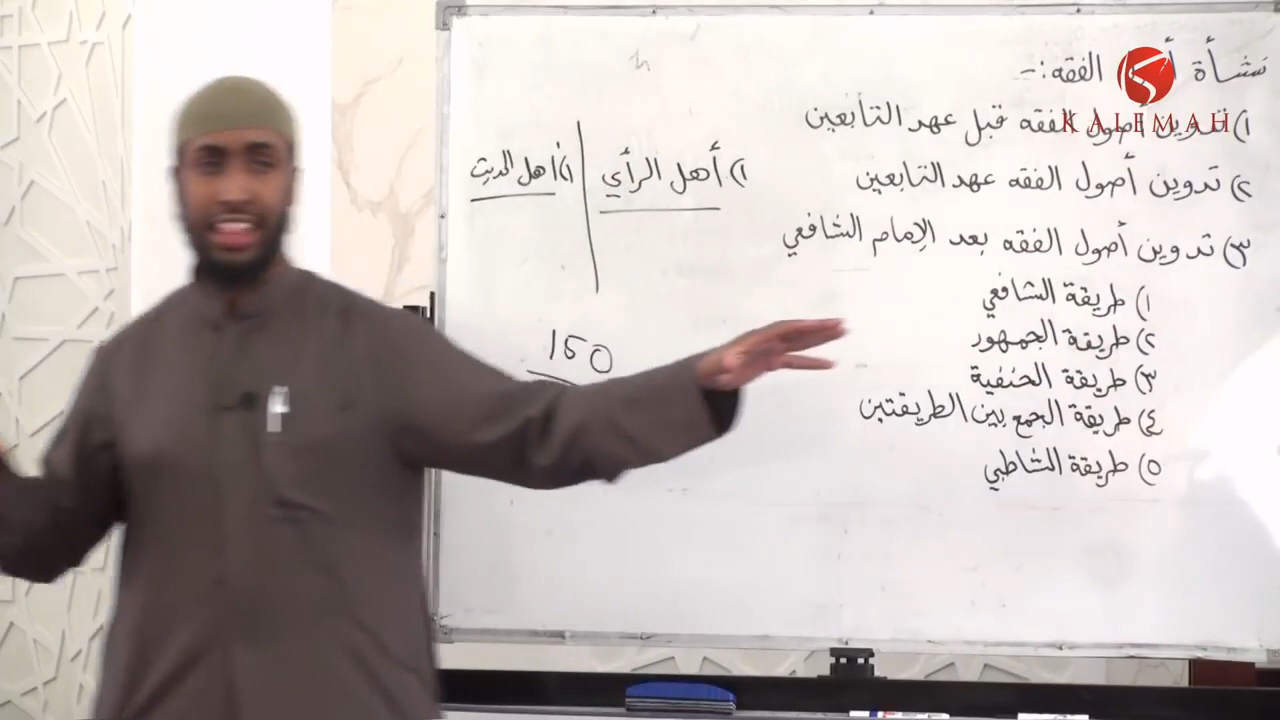 نشأة أ الفقه :-
KALEMAH
١) تدوين أصول الفقه قبل عهد التأبعين
٢) تدوين أصول الفقه عهد التابعين
٣) تدوين أصول الفقه بعد الإمام الشافعي
١) طريقة الشافعي
٢) طريقة الجمهور
٣) طريقة الحنفية
٤) طريقة الجمع بين الطريقتين
٥) طريقة الشاطبي
١) أهل الرأي
١) أهل الحديث
150